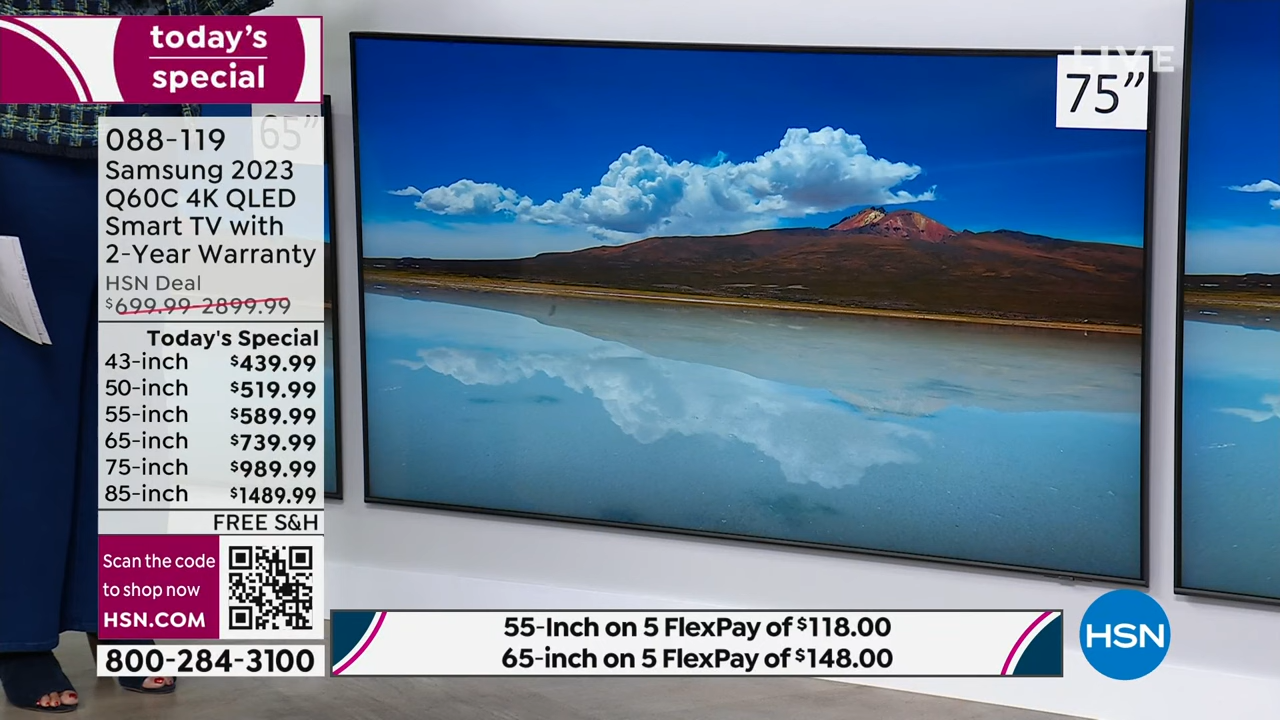 today's
special
LIVE
75”
65”
088-119
Samsung 2023
Q60C 4K QLED
Smart TV with
2-Year Warranty
HSN Deal
$699.99-2899.99
Today's Special
43-inch $439.99
50-inch $519.99
55-inch $589.99
65-inch $739.99
75-inch $989.99
85-inch $1489.99
FREE S&H
Scan the code
to shop now
HSN.COM
800-284-3100
55-Inch on 5 FlexPay of $118.00
65-inch on 5 FlexPay of $148.00
HSN